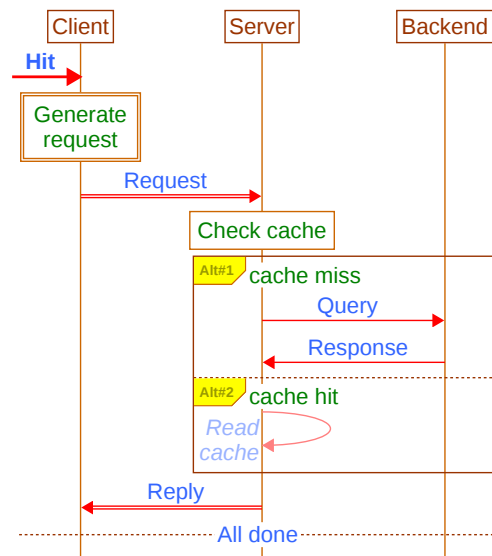 Client Server Backend
Hit
Generate
request
Request
Check cache
Alt#1 cache miss
Query
Response
Alt#2 cache hit
Read
cache
Reply
All done